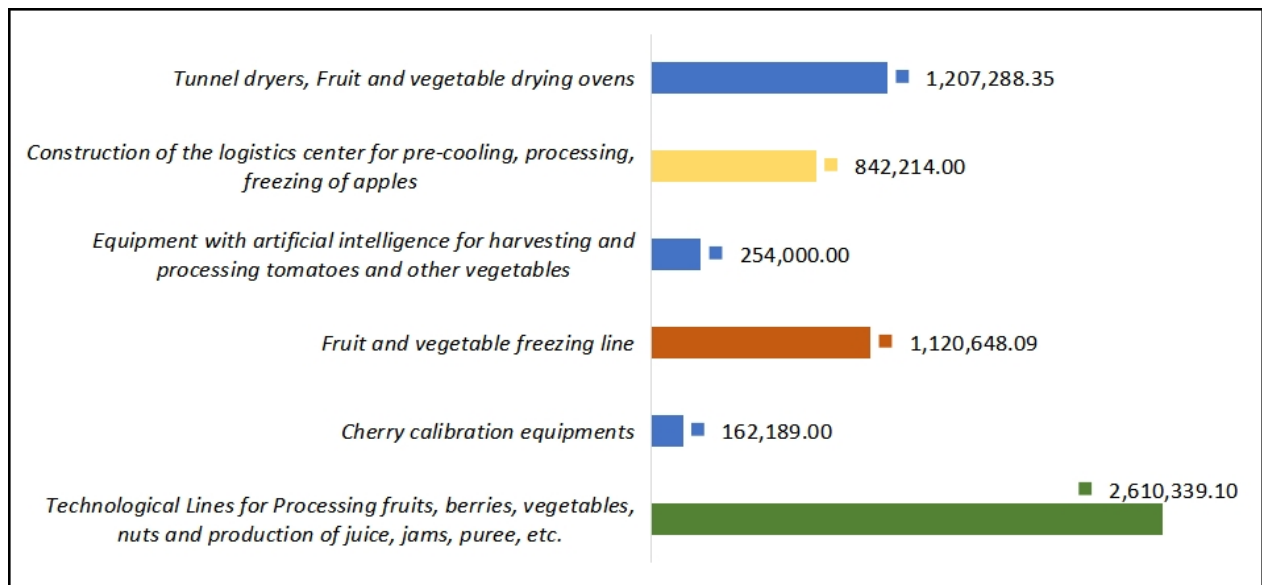 Tunnel dryers, Fruit and vegetable drying ovens
1,207,288.35
Construction of the logistics center for pre-cooling, processing,
freezing of apples
842,214.00
Equipment with artificial intelligence for harvesting and
processing tomatoes and other vegetables
254,000.00
Fruit and vegetable freezing line
1,120,648.09
Cherry calibration equipments
162,189.00
Technological Lines for Processing fruits, berries, vegetables,
nuts and production of juice, jams, puree, etc.
2,610,339.10